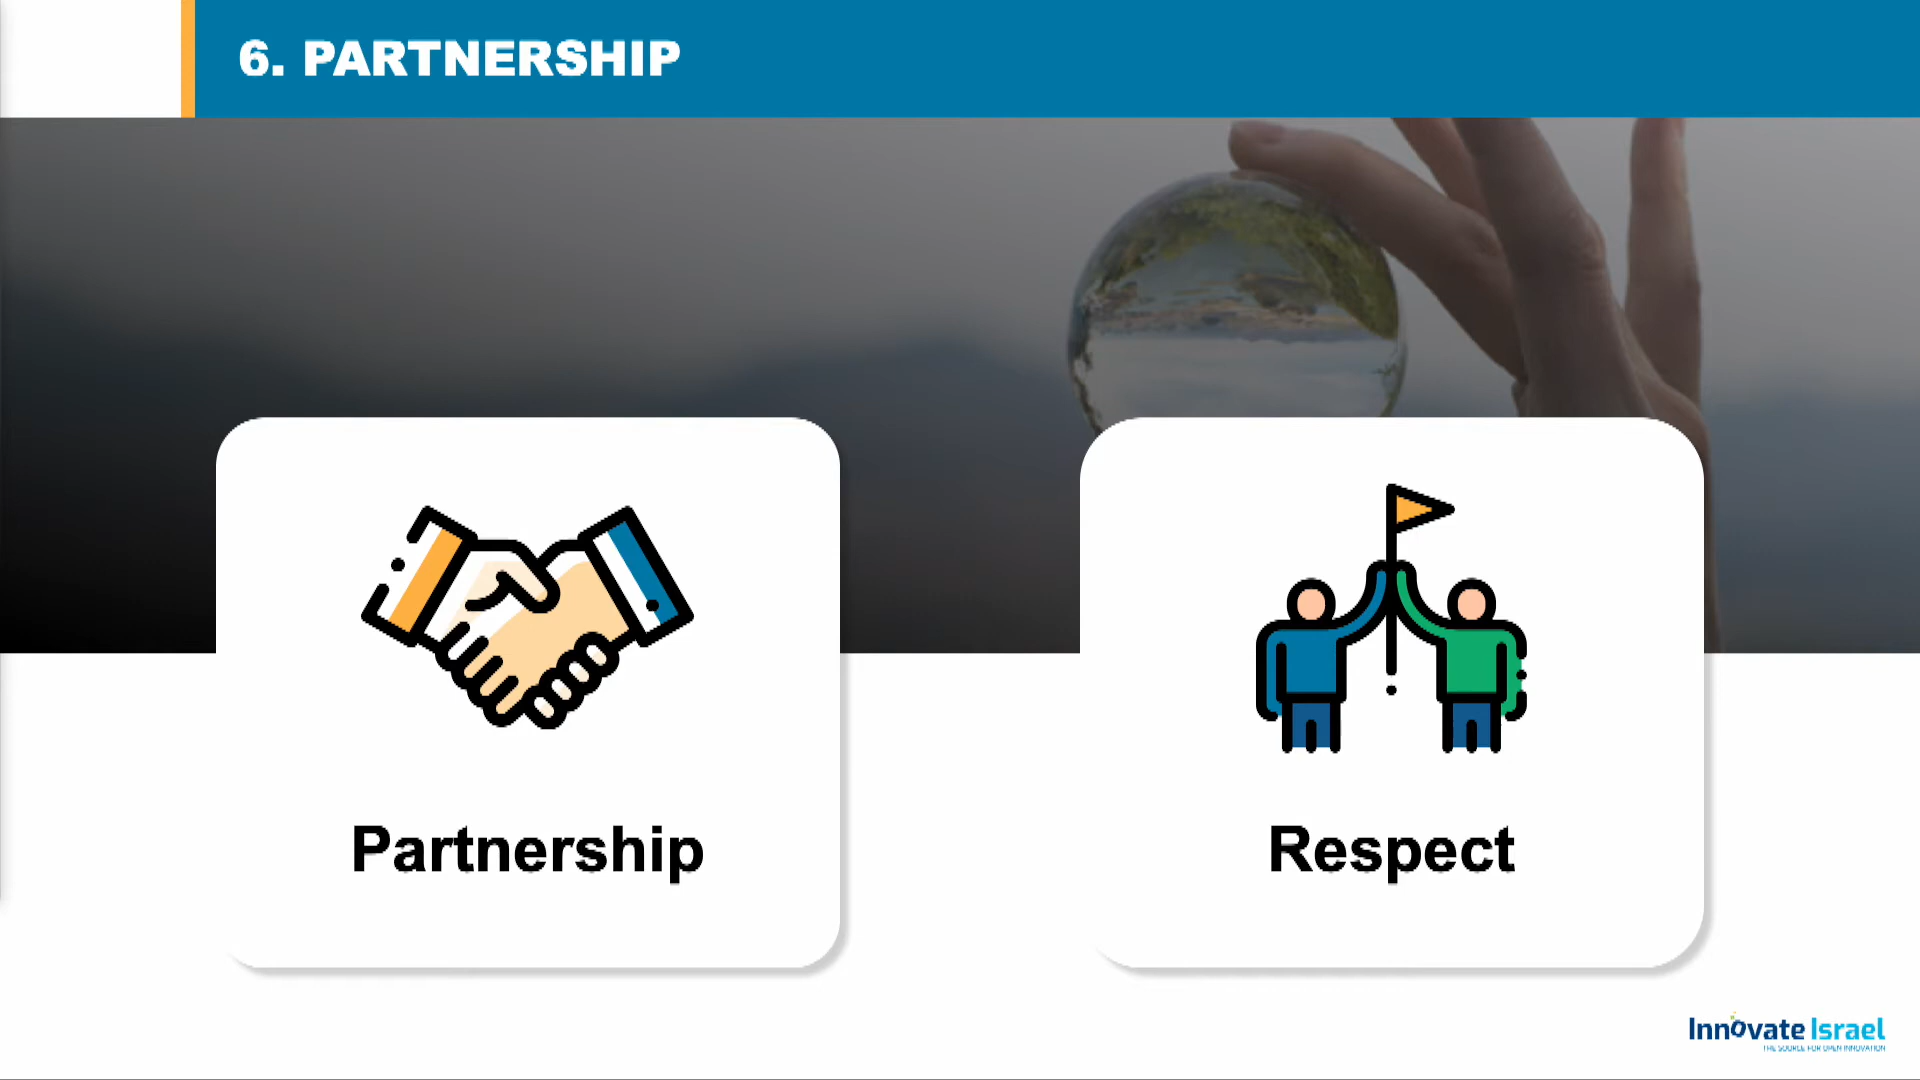 6. PARTNERSHIP
Partnership
Respect
Innovate Israel
THE SOURCE FOR OPEN INNOVATION